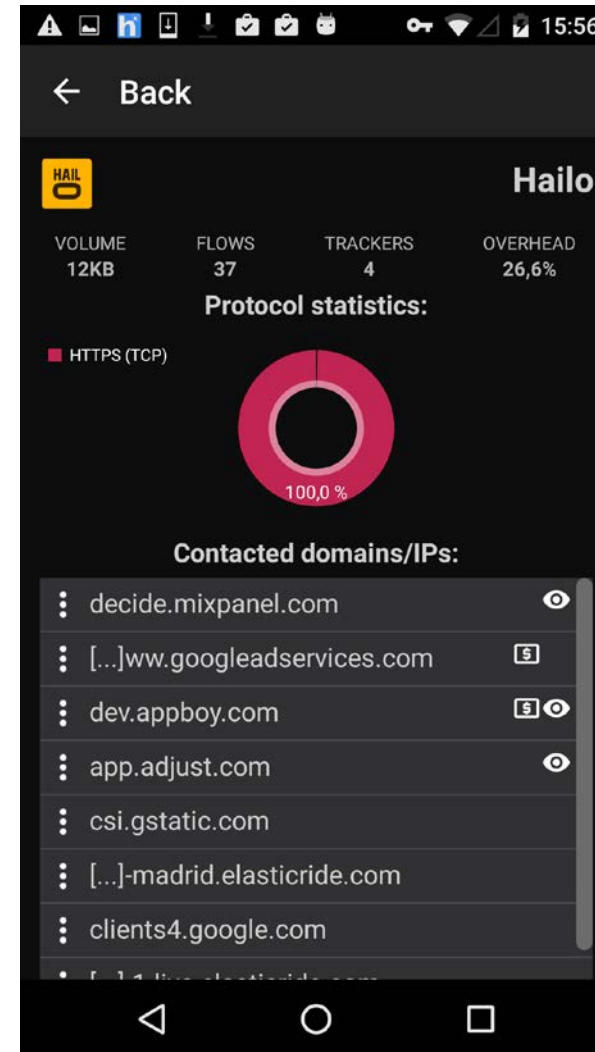 15:56
Back
HAIL
Hailo
VOLUME FLOWS TRACKERS OVERHEAD
12KB 37 4 26,6%
Protocol statistics:
HTTPS (TCP)
100,0 %
Contacted domains/IPs:
decide.mixpanel.com
[...]ww.googleadservices.com
dev.appboy.com
app.adjust.com
csi.gstatic.com
[...]-madrid.elasticride.com
clients4.google.com